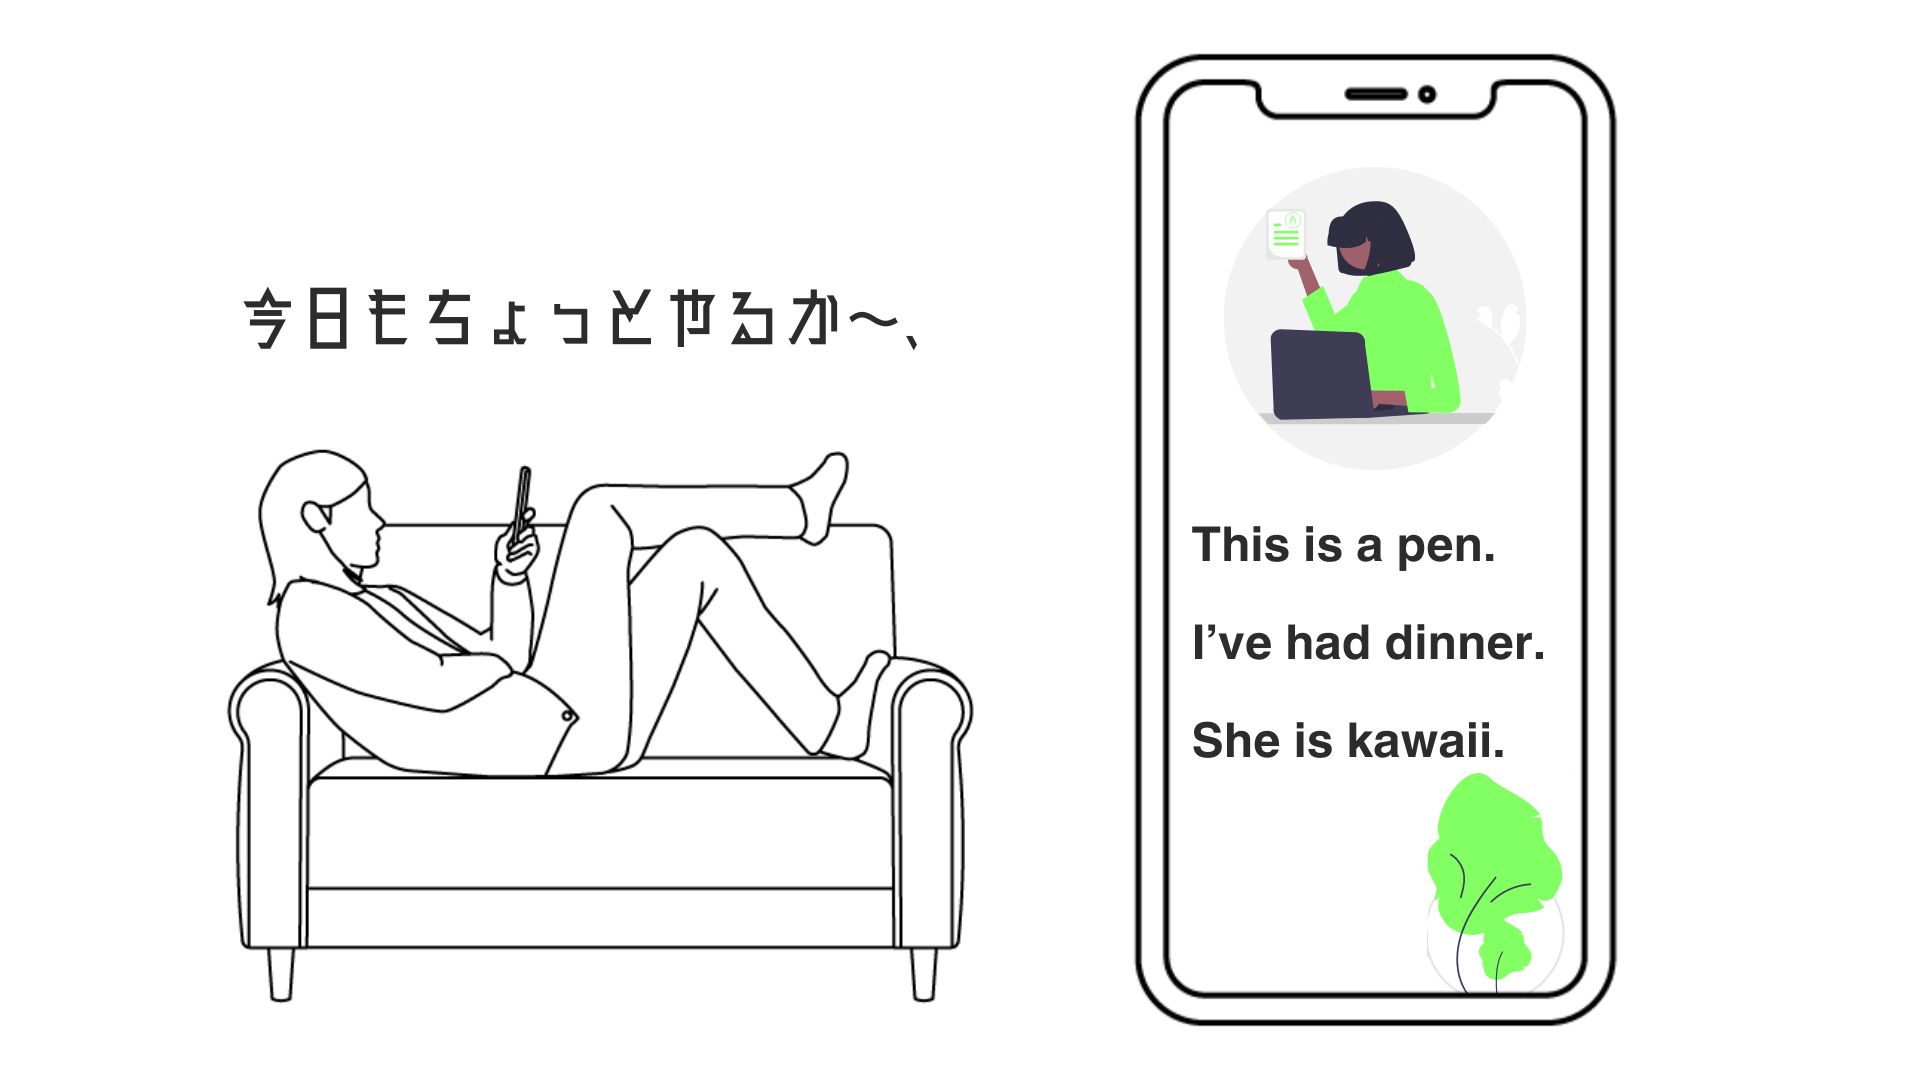 今日もちょっとやるか〜、
A
This is a pen.
I’ve had dinner.
She is kawaii.